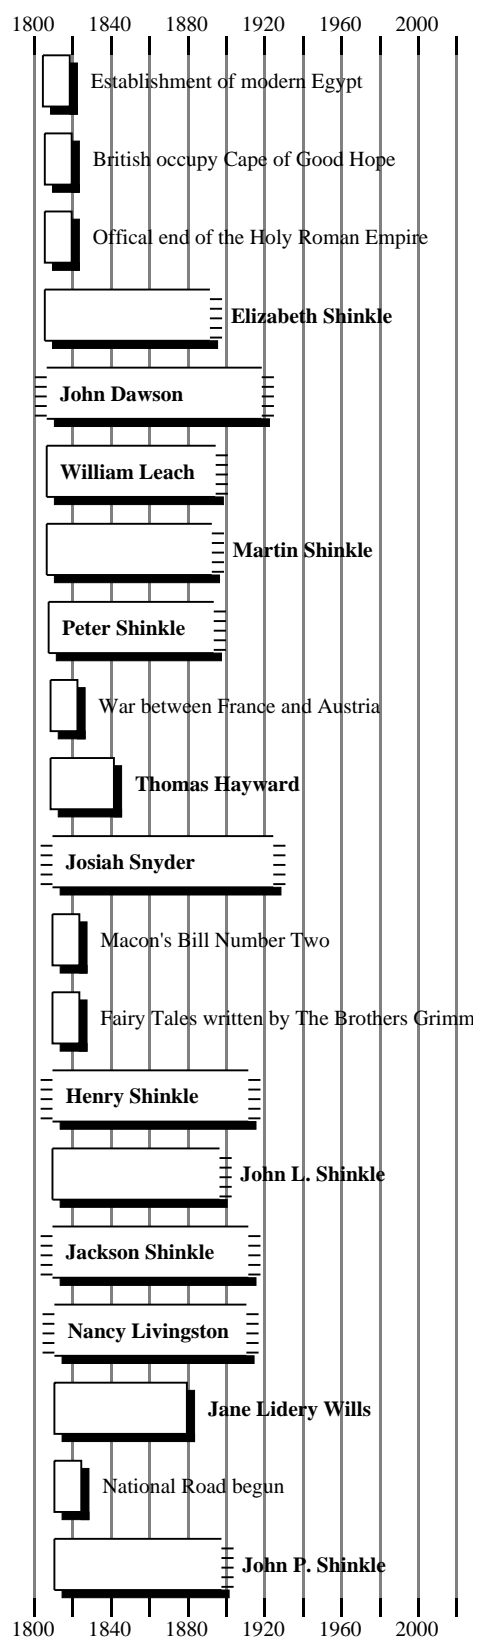 1800 1840 1880 1920 1960 2000
Establishment of modern Egypt
British occupy Cape of Good Hope
Offical end of the Holy Roman Empire
Elizabeth Shinkle
John Dawson
William Leach
Martin Shinkle
Peter Shinkle
War between France and Austria
Thomas Hayward
Josiah Snyder
Macon's Bill Number Two
Fairy Tales written by The Brothers Grimm
Henry Shinkle
John L. Shinkle
Jackson Shinkle
Nancy Livingston
Jane Lidery Wills
National Road begun
John P. Shinkle
1800 1840 1880 1920 1960 2000